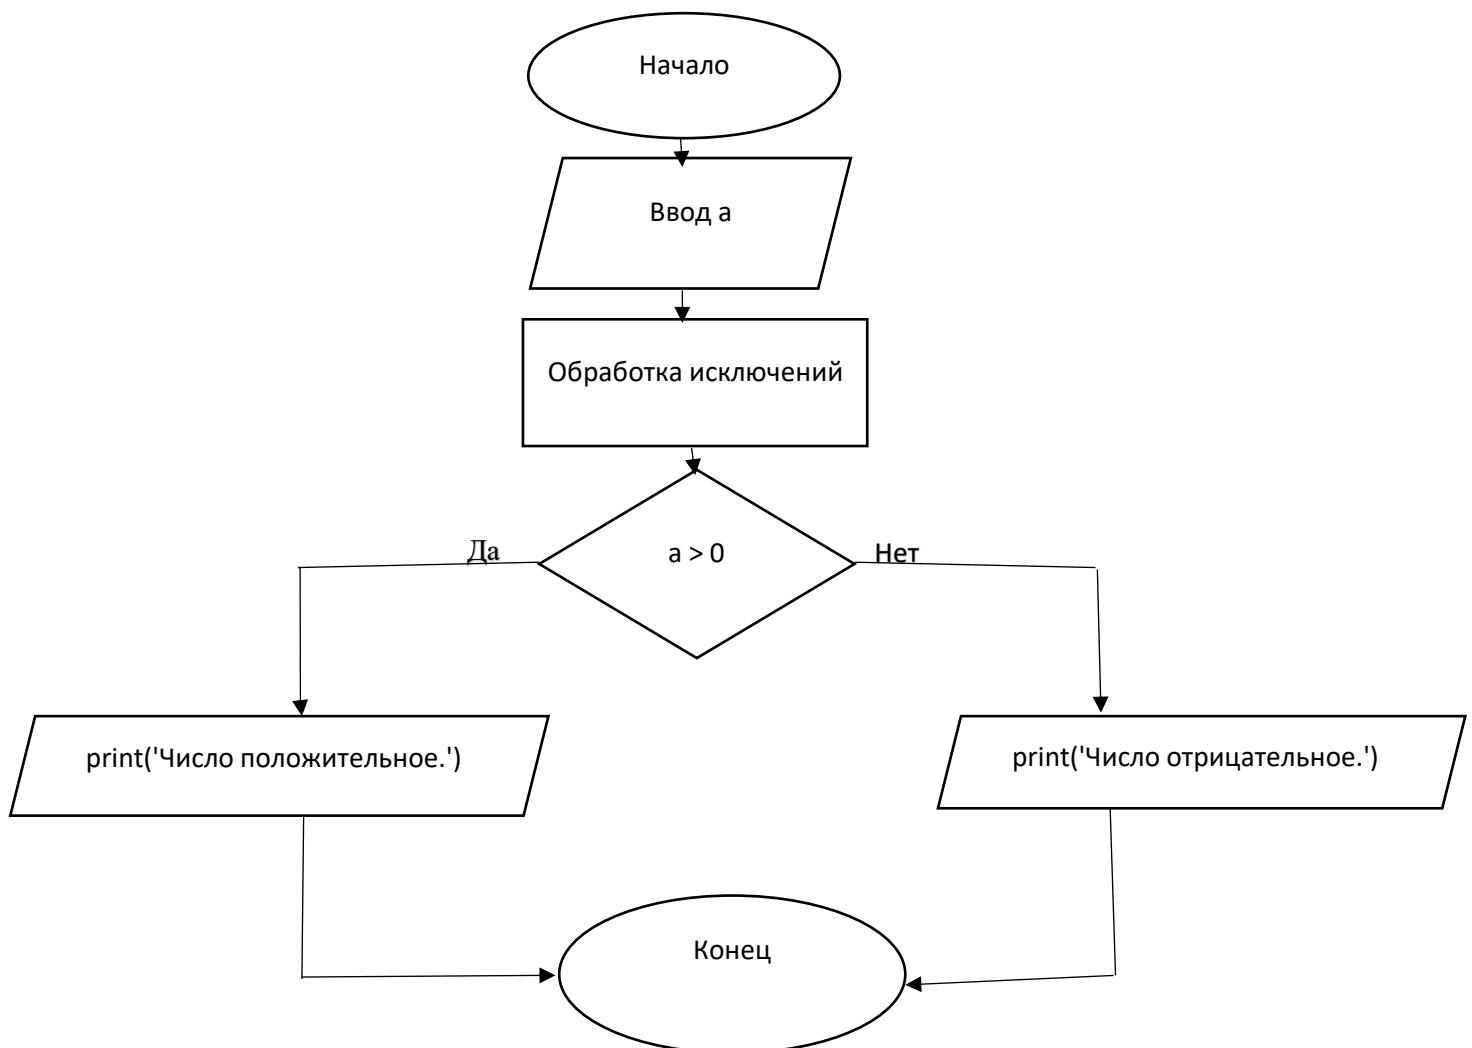 Начало
Ввод a
Обработка исключений
a > 0
Да
Нет
print('Число положительное.')
print('Число отрицательное.')
Конец